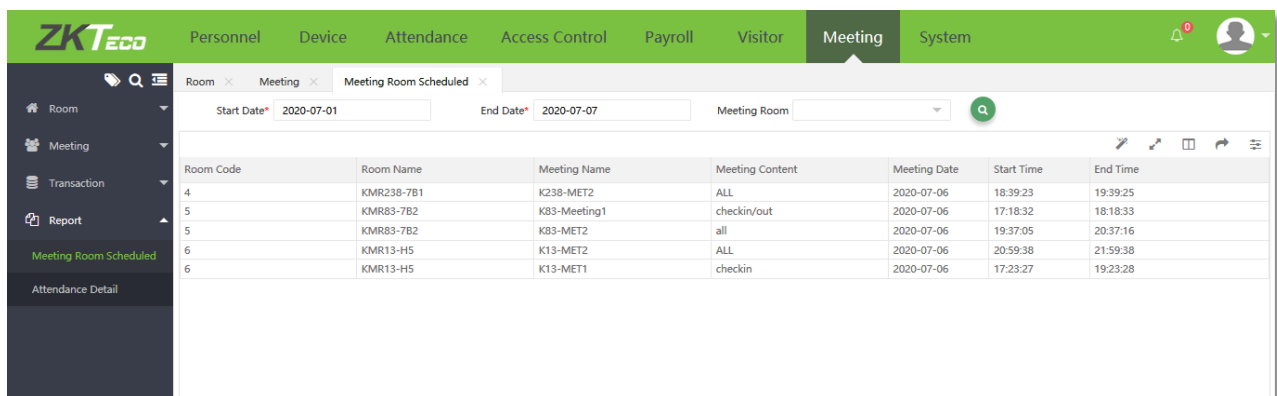 ZKTeco Personnel Device Attendance Access Control Payroll Visitor Meeting System 0
Room Meeting Meeting Room Scheduled
Room
Start Date* 2020-07-01 End Date* 2020-07-07 Meeting Room
Meeting
Transaction
Report
Meeting Room Scheduled
Attendance Detail
Room Code Room Name Meeting Name Meeting Content Meeting Date Start Time End Time
4 KMR238-7B1 K238-MET2 ALL 2020-07-06 18:39:23 19:39:25
5 KMR83-7B2 K83-Meeting1 checkin/out 2020-07-06 17:18:32 18:18:33
5 KMR83-7B2 K83-MET2 all 2020-07-06 19:37:05 20:37:16
6 KMR13-H5 K13-MET2 ALL 2020-07-06 20:59:38 21:59:38
6 KMR13-H5 K13-MET1 checkin 2020-07-06 17:23:27 19:23:28